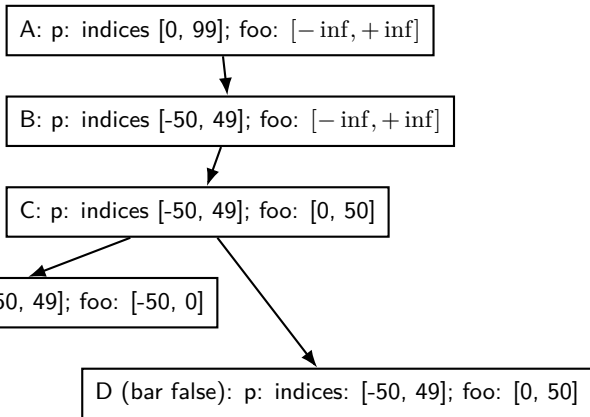 A: p: indices [0, 99]; foo: [− inf, + inf]
B: p: indices [-50, 49]; foo: [− inf, + inf]
C: p: indices [-50, 49]; foo: [0, 50]
50, 49]; foo: [-50, 0]
D (bar false): p: indices: [-50, 49]; foo: [0, 50]